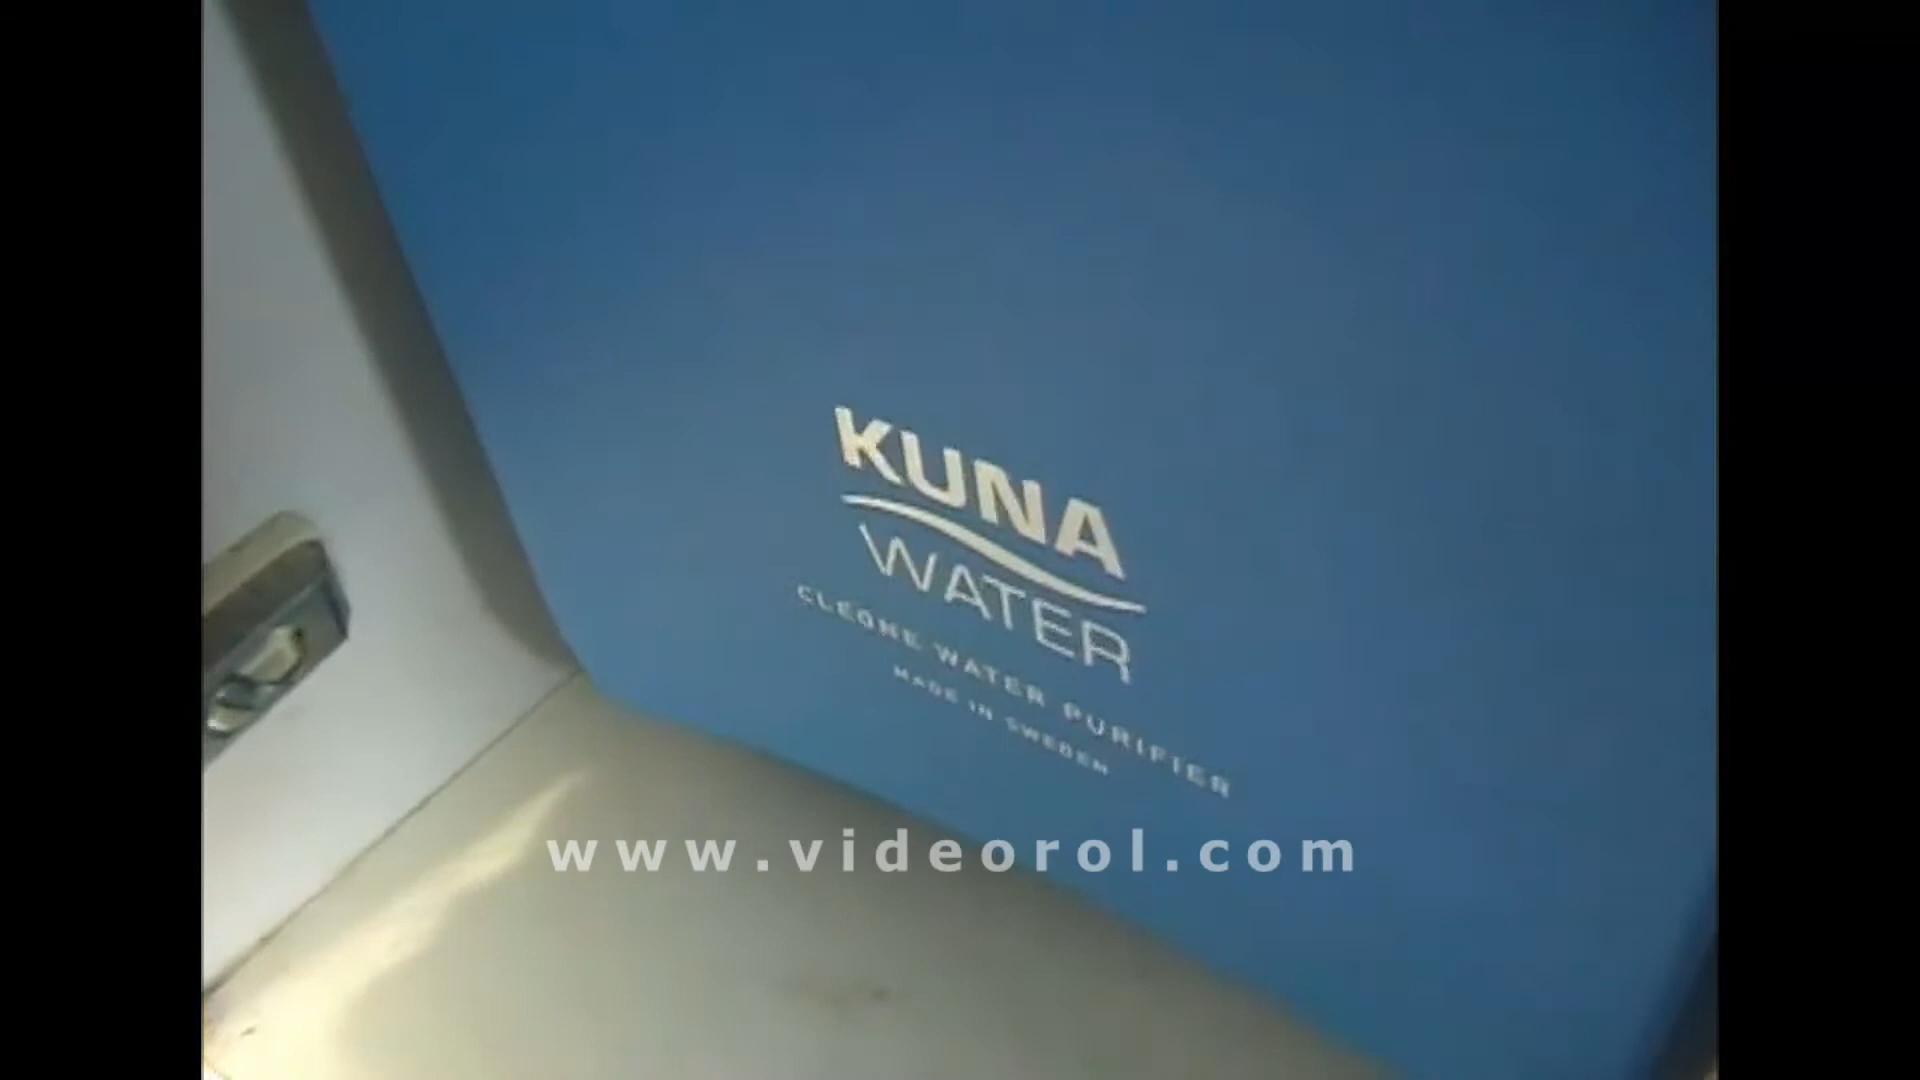 KUNA
WATER
CLEONE WATER PURIFIER
MADE IN SWEDEN
www.videorol.com